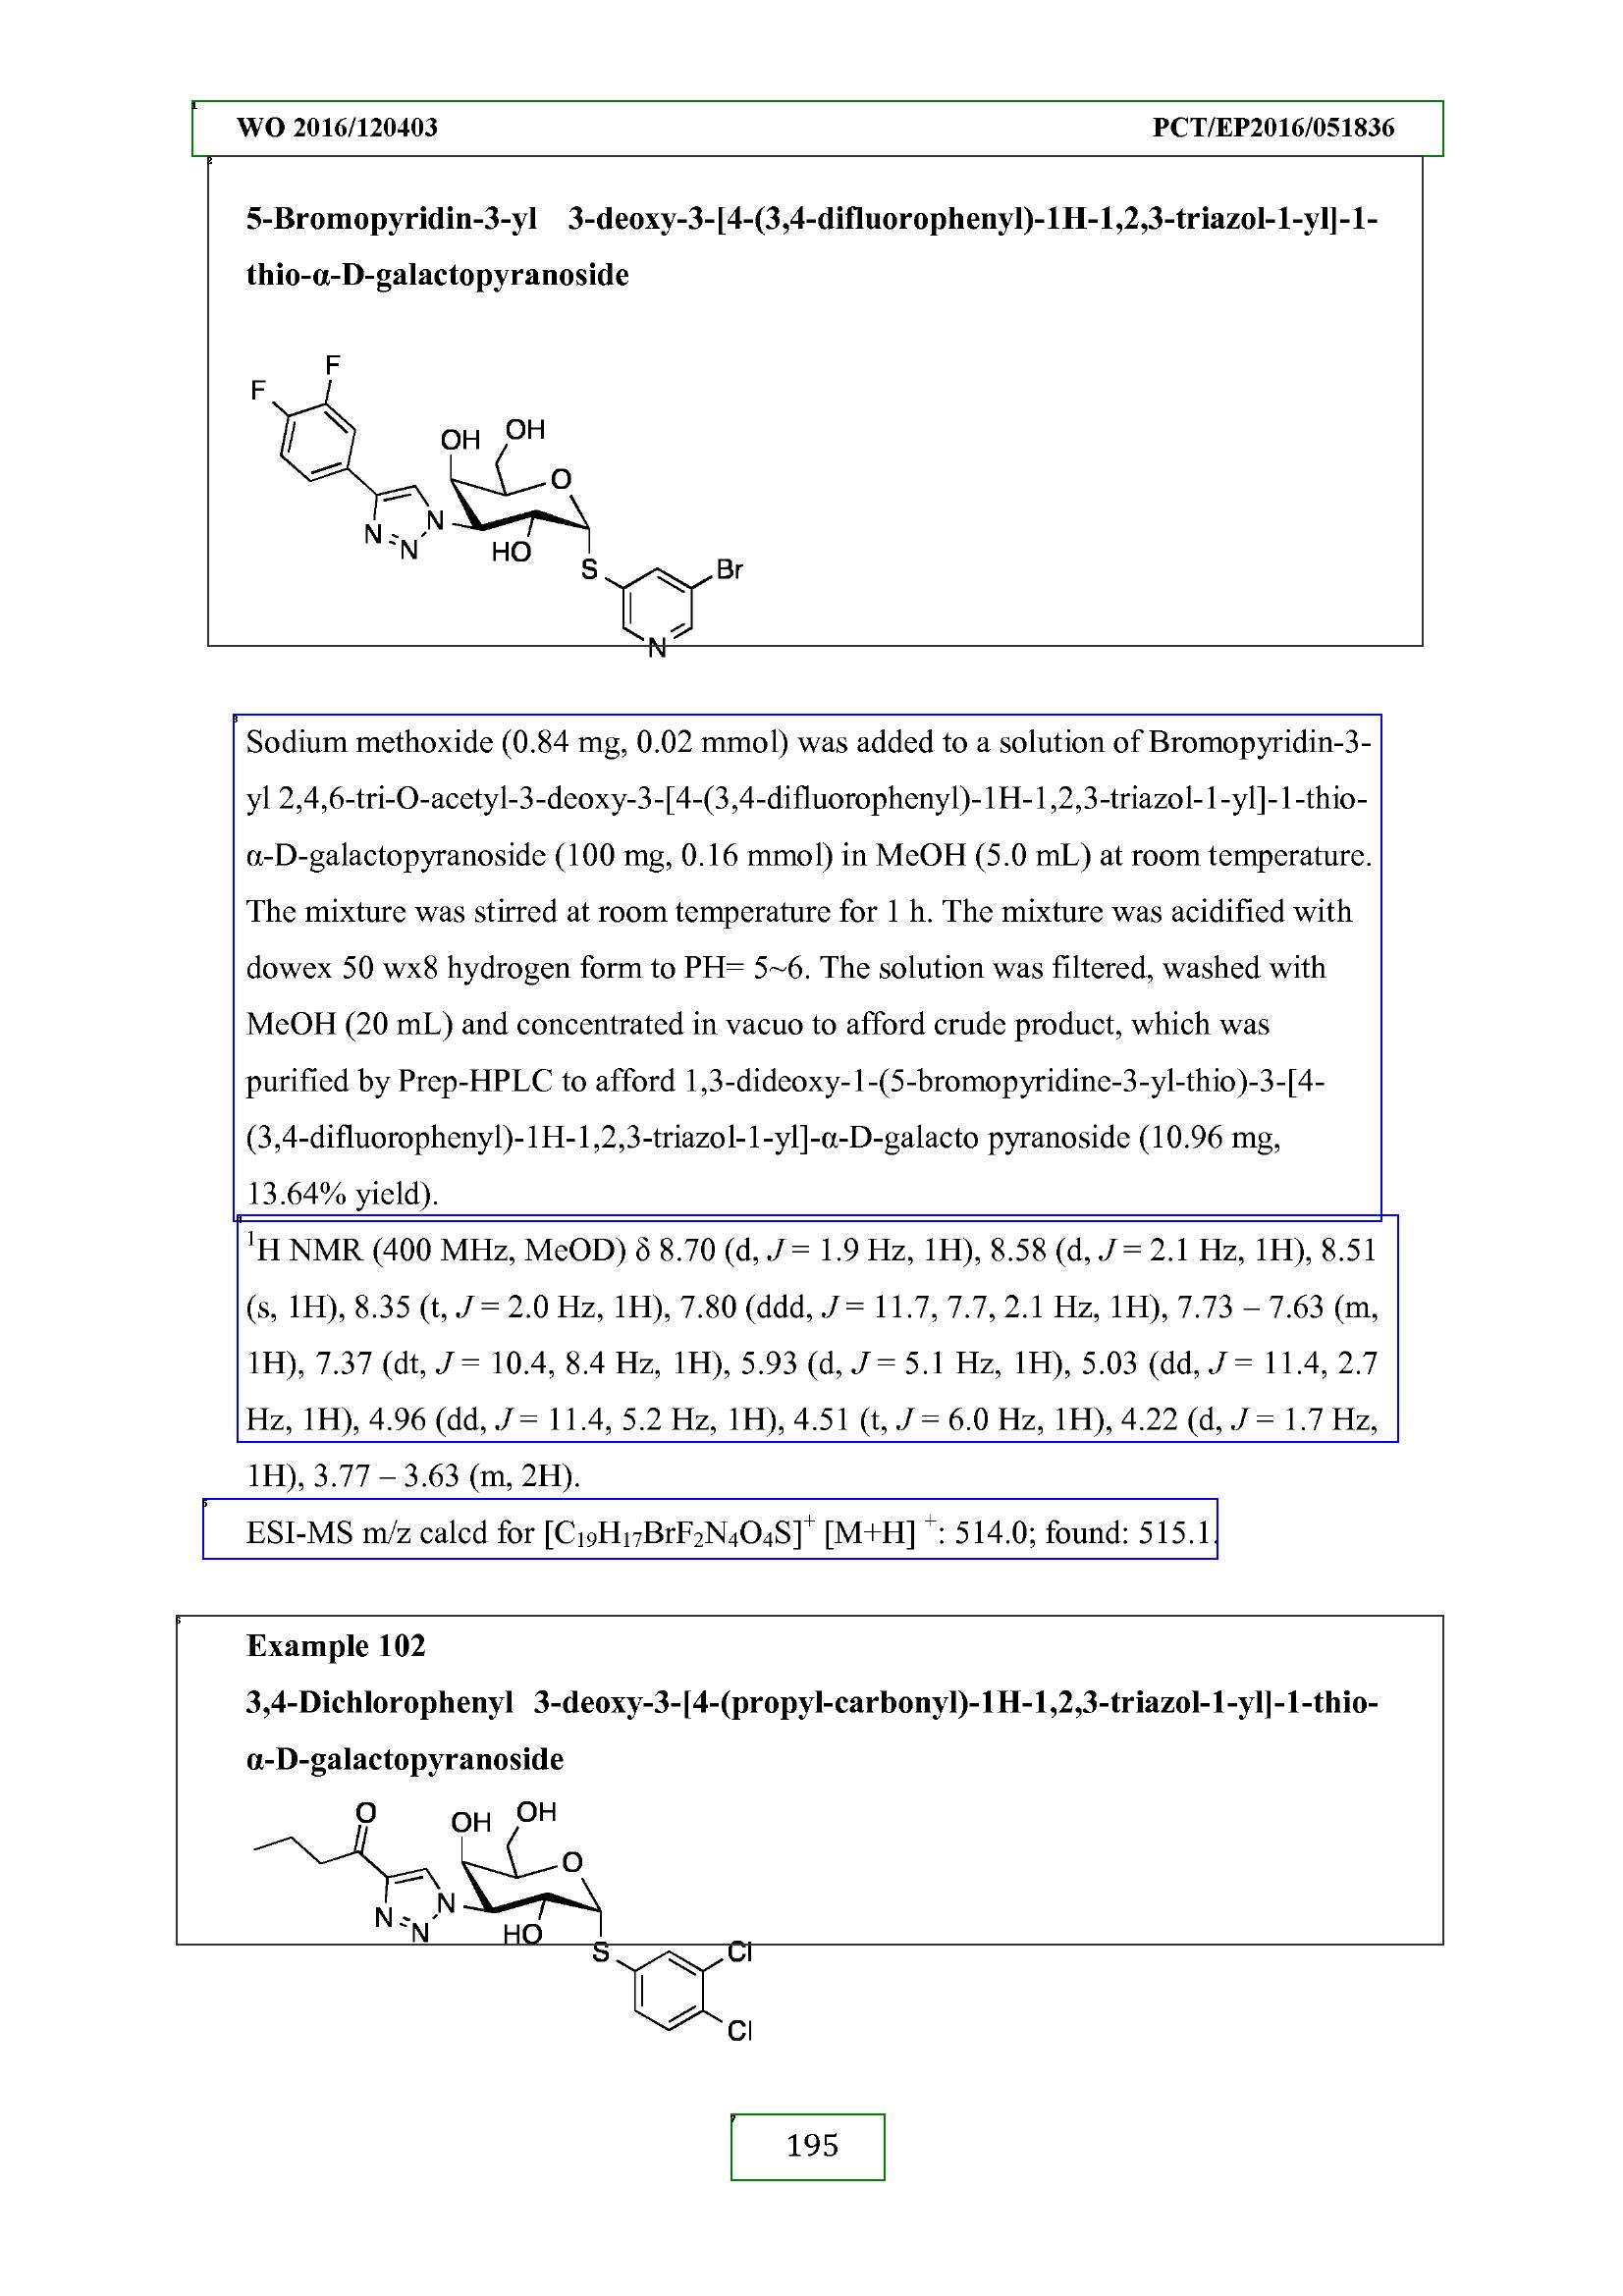 WO 2016/120403 PCT/EP2016/051836
5-Bromopyridin-3-yl 3-deoxy-3-[4-(3,4-difluorophenyl)-1H-1,2,3-triazol-1-yl]-1-
thio-α-D-galactopyranoside
F
F
OH
OH
O
N
N
N
HO
S
Br
N
Sodium methoxide (0.84 mg, 0.02 mmol) was added to a solution of Bromopyridin-3-
yl 2,4,6-tri-O-acetyl-3-deoxy-3-[4-(3,4-difluorophenyl)-1H-1,2,3-triazol-1-yl]-1-thio-
α-D-galactopyranoside (100 mg, 0.16 mmol) in MeOH (5.0 mL) at room temperature.
The mixture was stirred at room temperature for 1 h. The mixture was acidified with
dowex 50 wx8 hydrogen form to PH= 5~6. The solution was filtered, washed with
MeOH (20 mL) and concentrated in vacuo to afford crude product, which was
purified by Prep-HPLC to afford 1,3-dideoxy-1-(5-bromopyridine-3-yl-thio)-3-[4-
(3,4-difluorophenyl)-1H-1,2,3-triazol-1-yl]-α-D-galacto pyranoside (10.96 mg,
13.64% yield).
¹H NMR (400 MHz, MeOD) δ 8.70 (d, J = 1.9 Hz, 1H), 8.58 (d, J = 2.1 Hz, 1H), 8.51
(s, 1H), 8.35 (t, J = 2.0 Hz, 1H), 7.80 (ddd, J = 11.7, 7.7, 2.1 Hz, 1H), 7.73 – 7.63 (m,
1H), 7.37 (dt, J = 10.4, 8.4 Hz, 1H), 5.93 (d, J = 5.1 Hz, 1H), 5.03 (dd, J = 11.4, 2.7
Hz, 1H), 4.96 (dd, J = 11.4, 5.2 Hz, 1H), 4.51 (t, J = 6.0 Hz, 1H), 4.22 (d, J = 1.7 Hz,
1H), 3.77 – 3.63 (m, 2H).
ESI-MS m/z calcd for [C₁₉H₁₇BrF₂N₄O₄S]⁺ [M+H] ⁺: 514.0; found: 515.1.
Example 102
3,4-Dichlorophenyl 3-deoxy-3-[4-(propyl-carbonyl)-1H-1,2,3-triazol-1-yl]-1-thio-
α-D-galactopyranoside
O
OH
OH
O
N
N
N
HO
S
Cl
Cl
195